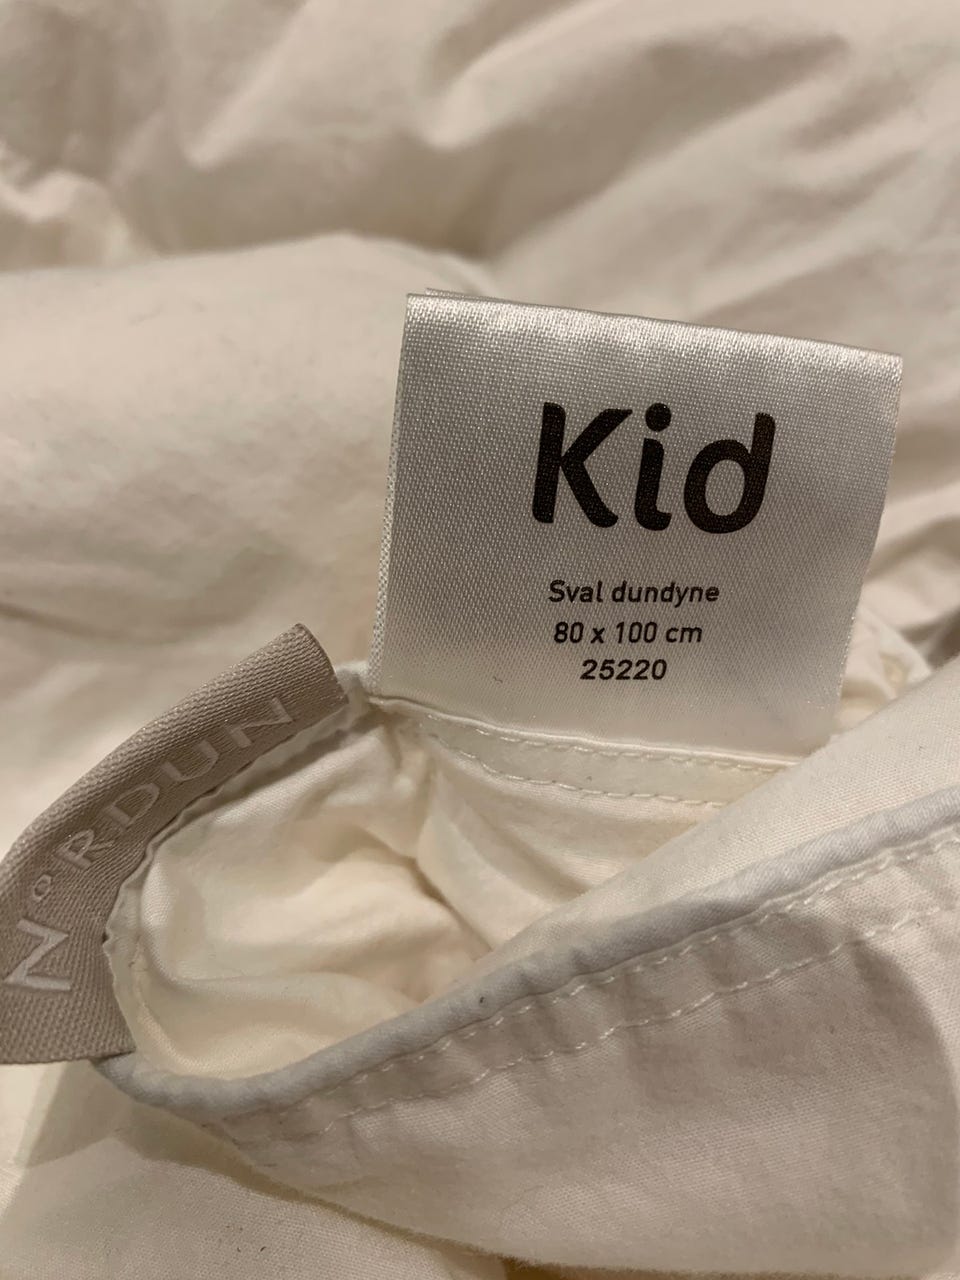 Kid
Sval dundyne
80 x 100 cm
25220
N°RDUN